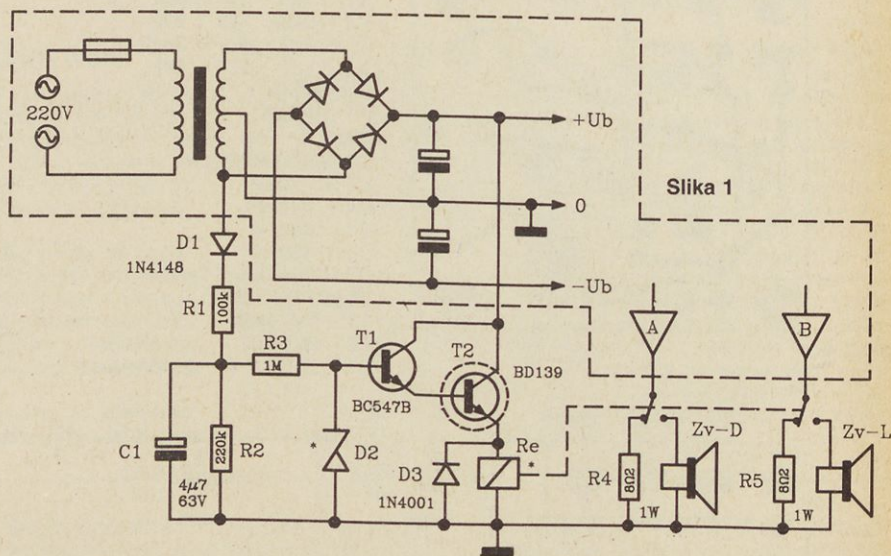 220V
+Ub
0
-Ub
Slika 1
D1
1N4148
R1
100k
R3
1M
T1
T2
BC547B
BD139
A
B
C1
4µ7
63V
220k
R2
*
D2
D3
1N4001
Re
*
R4
8Ω2
1W
Zv-D
R5
8Ω2
1W
Zv-L